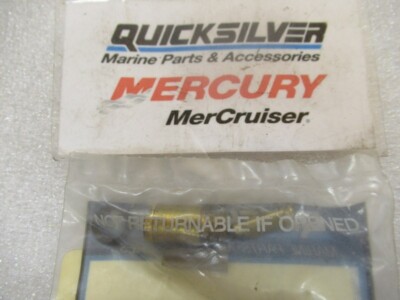 QUICKSILVER
Marine Parts & Accessories
MERCURY
MerCruiser
NOT RETURNABLE IF OPENED